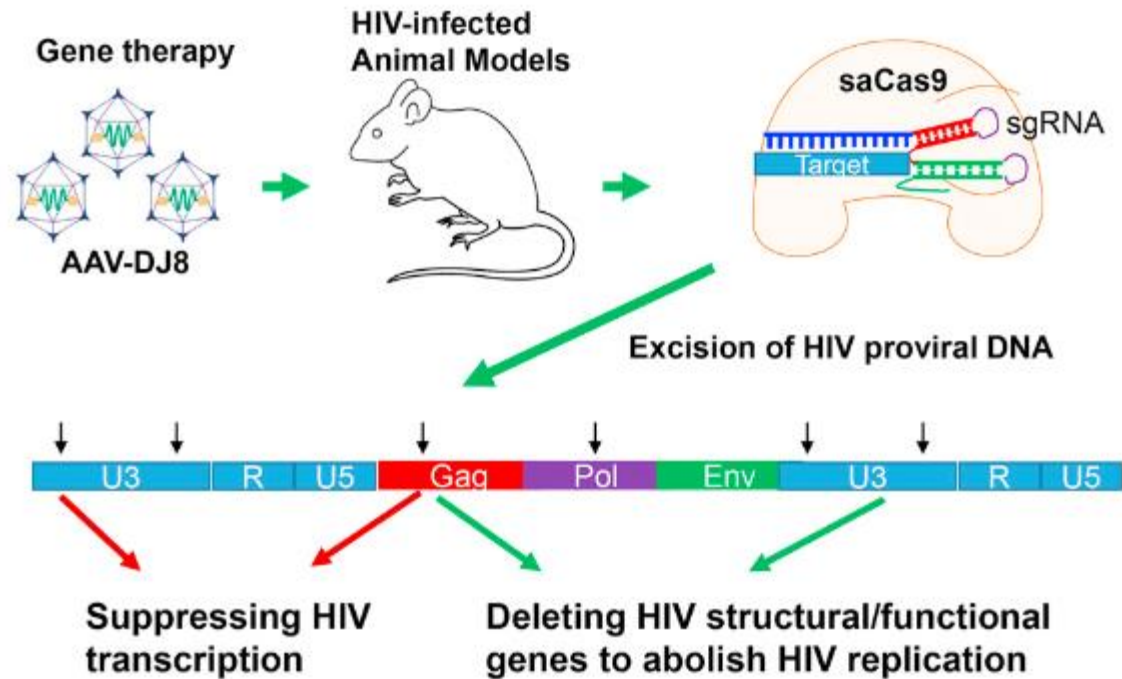 Gene therapy
HIV-infected
Animal Models
saCas9
sgRNA
Target
AAV-DJ8
Excision of HIV proviral DNA
U3 R U5 Gag Pol Env U3 R U5
Suppressing HIV
transcription
Deleting HIV structural/functional
genes to abolish HIV replication